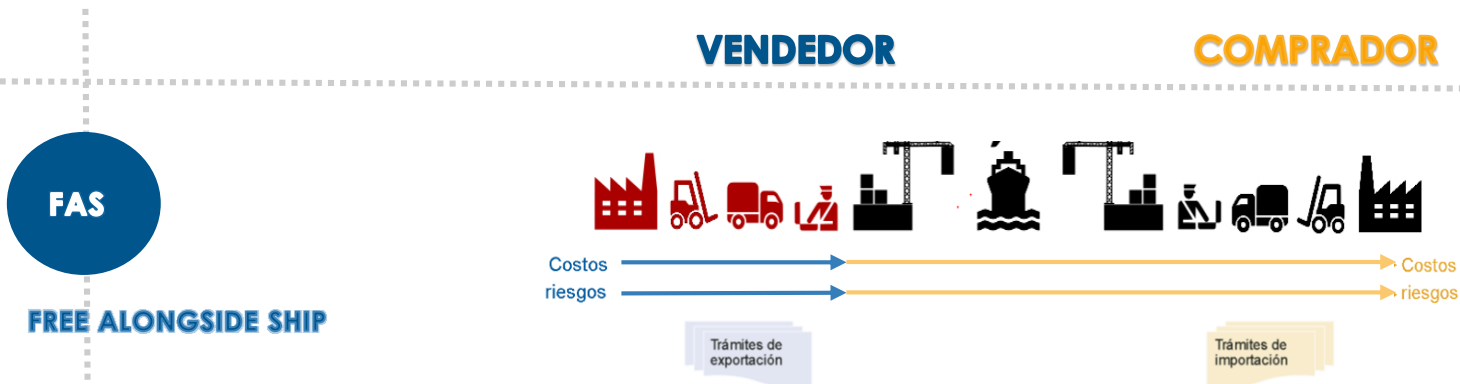 VENDEDOR
COMPRADOR
FAS
FREE ALONGSIDE SHIP
Costos
Costos
riesgos
riesgos
Trámites de
exportación
Trámites de
importación